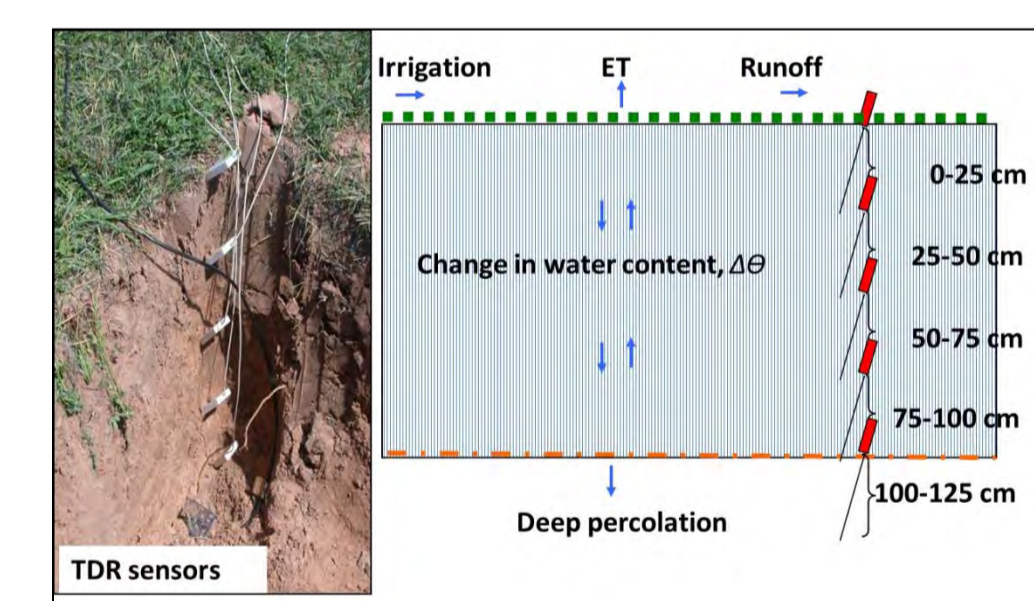 Irrigation
ET
Runoff
0-25 cm
25-50 cm
Change in water content, Δθ
50-75 cm
75-100 cm
100-125 cm
Deep percolation
TDR sensors